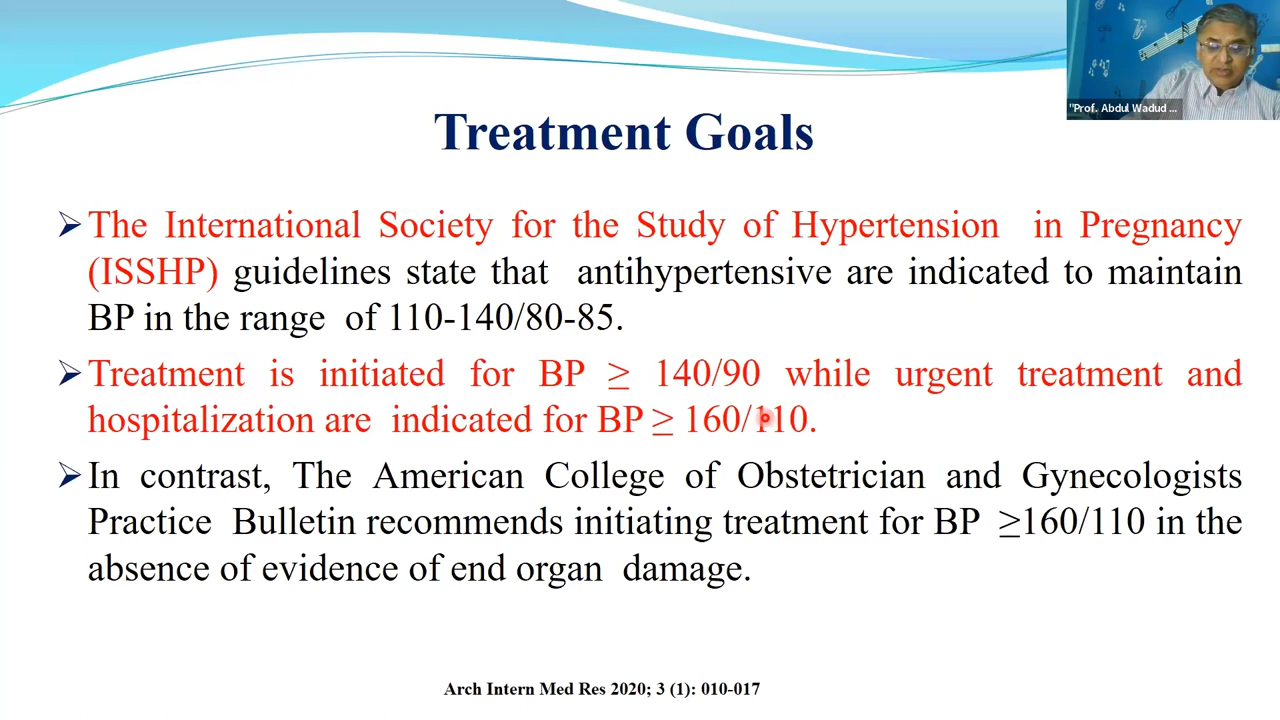 "Prof. Abdul Wadud ...
Treatment Goals
➢ The International Society for the Study of Hypertension in Pregnancy
(ISSHP) guidelines state that antihypertensive are indicated to maintain
BP in the range of 110-140/80-85.
➢ Treatment is initiated for BP ≥ 140/90 while urgent treatment and
hospitalization are indicated for BP ≥ 160/110.
➢ In contrast, The American College of Obstetrician and Gynecologists
Practice Bulletin recommends initiating treatment for BP ≥160/110 in the
absence of evidence of end organ damage.
Arch Intern Med Res 2020; 3 (1): 010-017